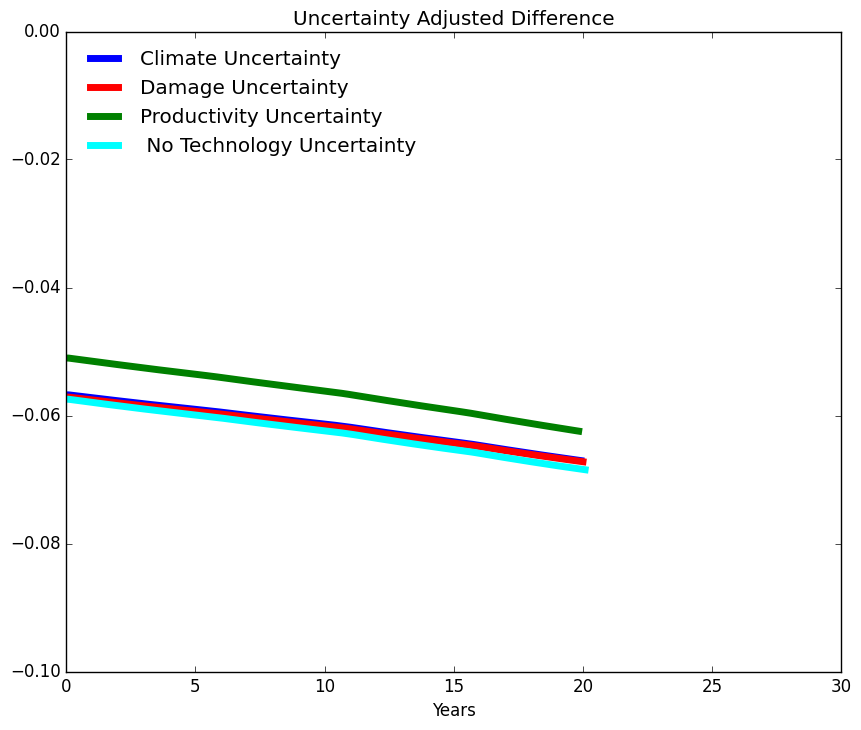 Uncertainty Adjusted Difference
0.00
Climate Uncertainty
Damage Uncertainty
Productivity Uncertainty
No Technology Uncertainty
−0.02
−0.04
−0.06
−0.08
−0.10
0 5 10 15 20 25 30
Years